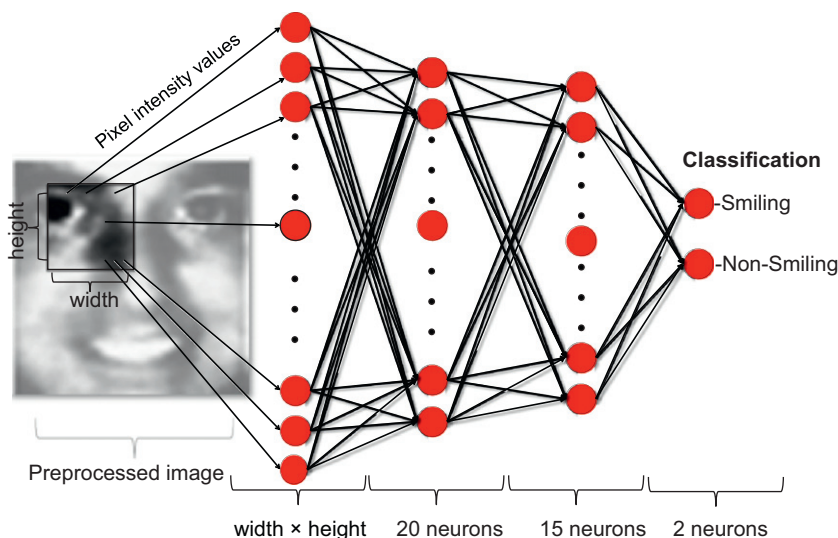 Pixel intensity values
Classification
-Smiling
height
-Non-Smiling
width
Preprocessed image
width × height
20 neurons
15 neurons
2 neurons